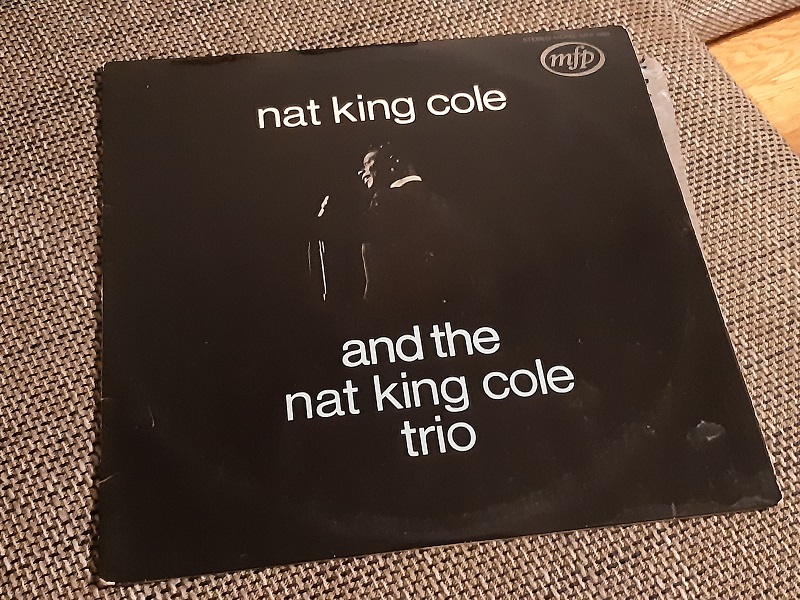 mfp
nat king cole
and the
nat king cole
trio